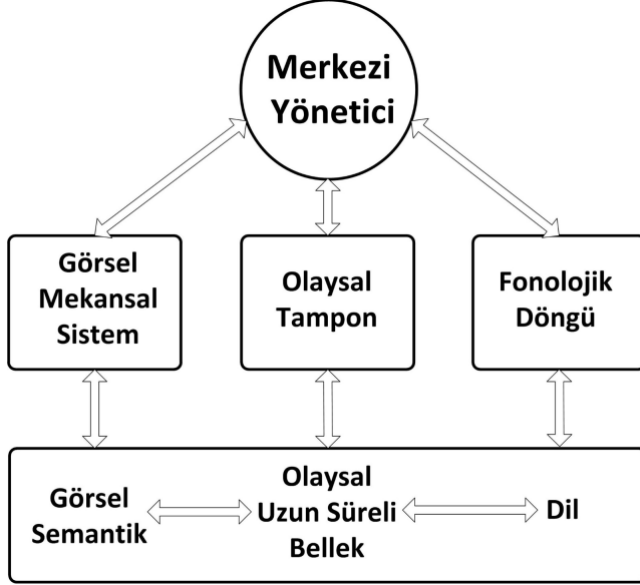 Merkezi
Yönetici
Görsel
Mekansal
Sistem
Olaysal
Tampon
Fonolojik
Döngü
Görsel
Semantik
Olaysal
Uzun Süreli
Bellek
Dil